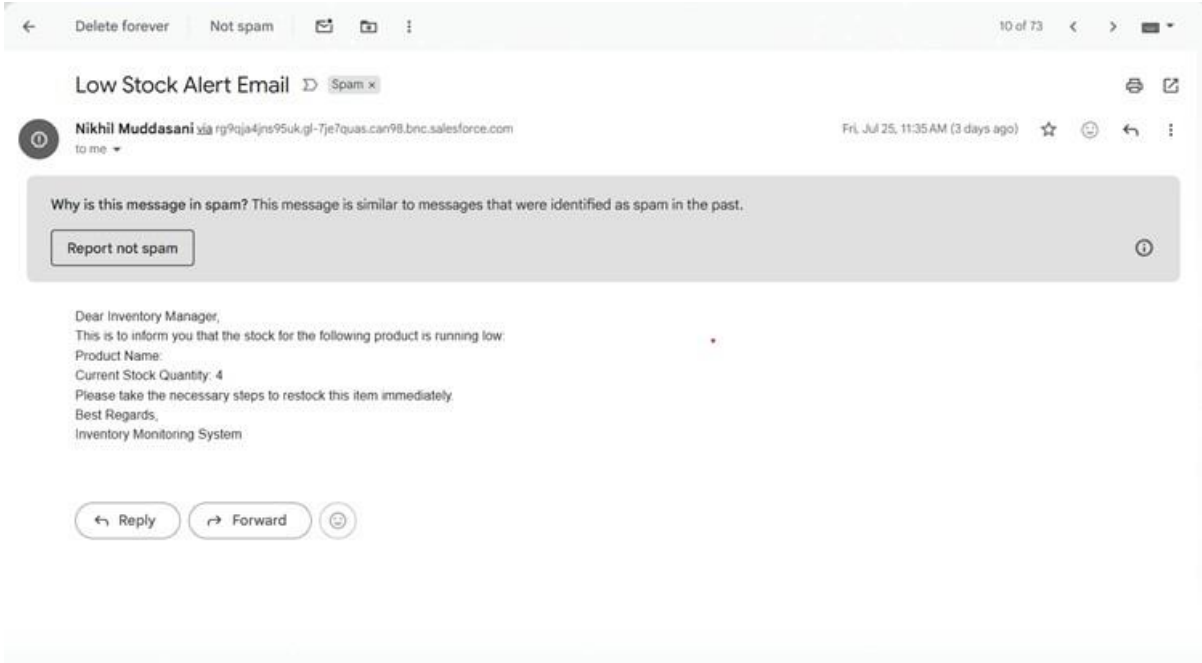 Delete forever Not spam 10 of 73
Low Stock Alert Email Spam ×
Nikhil Muddasani via rg9qja4jns95uk.gl-7je7quas.can98.bnc.salesforce.com Fri, Jul 25, 11:35 AM (3 days ago)
to me
Why is this message in spam? This message is similar to messages that were identified as spam in the past.
Report not spam
Dear Inventory Manager,
This is to inform you that the stock for the following product is running low:
Product Name:
Current Stock Quantity: 4
Please take the necessary steps to restock this item immediately.
Best Regards,
Inventory Monitoring System
Reply Forward